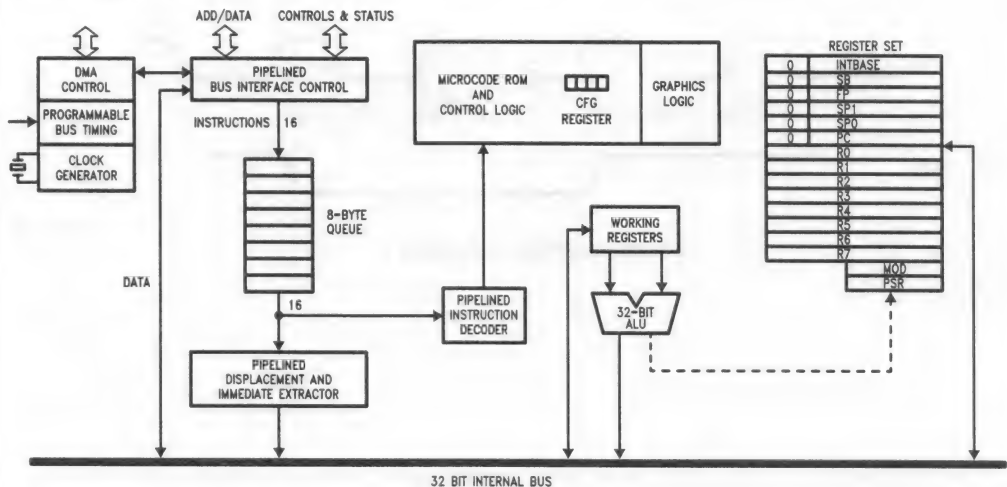 ADD/DATA
CONTROLS & STATUS
DMA
CONTROL
PROGRAMMABLE
BUS TIMING
CLOCK
GENERATOR
PIPELINED
BUS INTERFACE CONTROL
INSTRUCTIONS 16
8-BYTE
QUEUE
DATA
16
PIPELINED
DISPLACEMENT AND
IMMEDIATE EXTRACTOR
PIPELINED
INSTRUCTION
DECODER
MICROCODE ROM
AND
CONTROL LOGIC
CFG
REGISTER
GRAPHICS
LOGIC
WORKING
REGISTERS
32-BIT
ALU
REGISTER SET
0 INTBASE
0 SB
0 FP
0 SP1
0 SP0
0 PC
R0
R1
R2
R3
R4
R5
R6
R7
MOD
PSR
32 BIT INTERNAL BUS